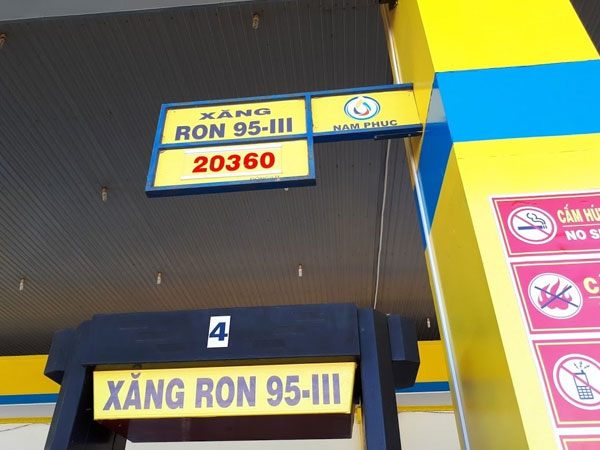 XĂNG
RON 95-III
NAM PHUC
20360
4
XĂNG RON 95-III
CẤM HÚ
NO S
C